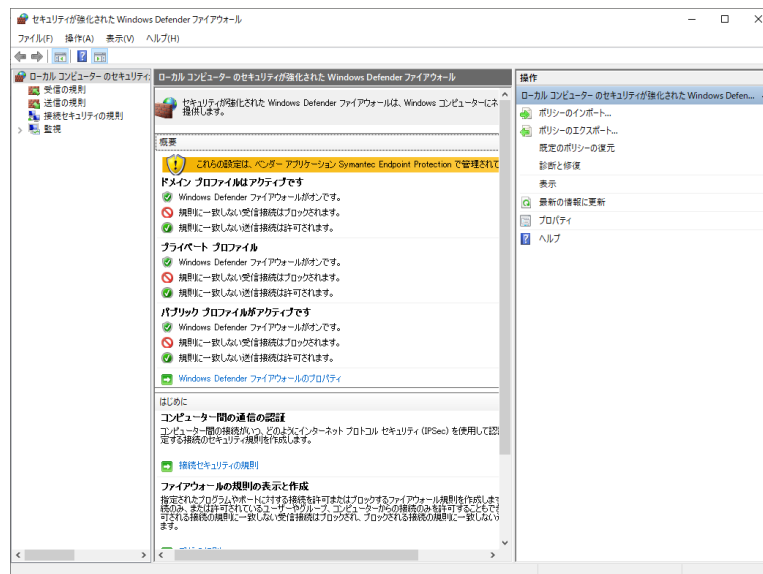 セキュリティが強化された Windows Defender ファイアウォール
ファイル(F) 操作(A) 表示(V) ヘルプ(H)
ローカル コンピューター のセキュリティ
受信の規則
送信の規則
接続セキュリティの規則
監視
ローカル コンピューター のセキュリティが強化された Windows Defender ファイアウォール
セキュリティが強化された Windows Defender ファイアウォールは、Windows コンピューターにネ
提供します。
概要
これらの設定は、ベンダー アプリケーション Symantec Endpoint Protection で管理されて
ドメイン プロファイルはアクティブです
Windows Defender ファイアウォールがオンです。
規則に一致しない受信接続はブロックされます。
規則に一致しない送信接続は許可されます。
プライベート プロファイル
Windows Defender ファイアウォールがオンです。
規則に一致しない受信接続はブロックされます。
規則に一致しない送信接続は許可されます。
パブリック プロファイルがアクティブです
Windows Defender ファイアウォールがオンです。
規則に一致しない受信接続はブロックされます。
規則に一致しない送信接続は許可されます。
Windows Defender ファイアウォールのプロパティ
はじめに
コンピューター間の通信の認証
コンピューター間の接続がいつ、どのようにインターネット プロトコル セキュリティ (IPSec) を使用して認
定する接続のセキュリティ規則を作成します。
接続セキュリティの規則
ファイアウォールの規則の表示と作成
指定されたプログラムやポートに対する接続を許可またはブロックするファイアウォール規則を作成します
続のみ、または許可されているユーザーやグループ、コンピューターからの接続のみを許可することもでき
可される接続の規則に一致しない受信接続はブロックされ、ブロックされる接続の規則に一致しない
ます。
操作
ローカル コンピューター のセキュリティが強化された Windows Defen...
ポリシーのインポート...
ポリシーのエクスポート...
既定のポリシーの復元
診断と修復
表示
最新の情報に更新
プロパティ
ヘルプ